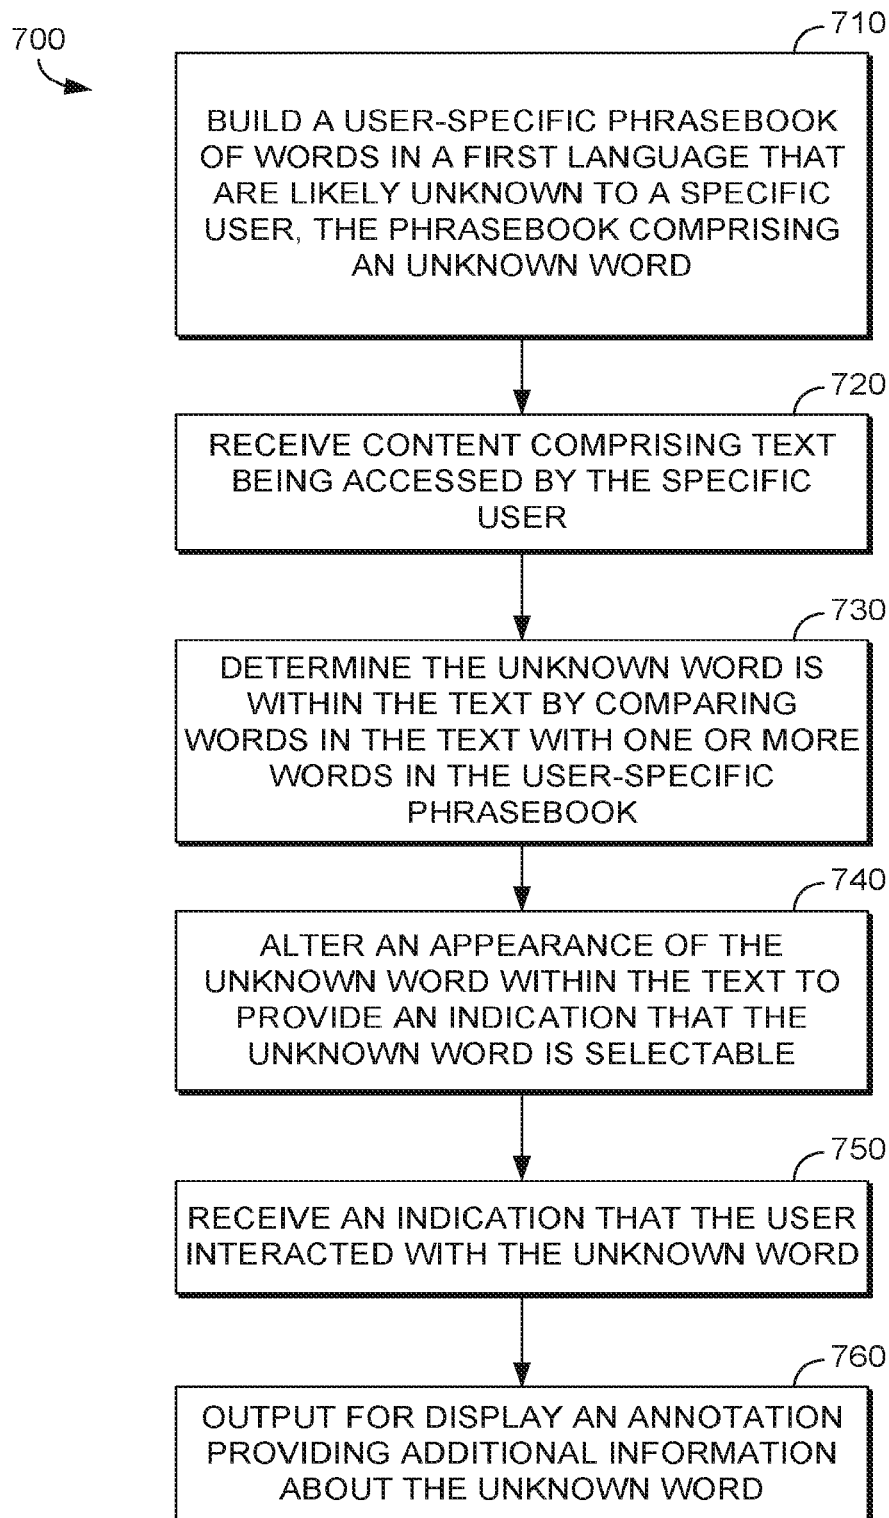 700
710
BUILD A USER-SPECIFIC PHRASEBOOK
OF WORDS IN A FIRST LANGUAGE THAT
ARE LIKELY UNKNOWN TO A SPECIFIC
USER, THE PHRASEBOOK COMPRISING
AN UNKNOWN WORD
720
RECEIVE CONTENT COMPRISING TEXT
BEING ACCESSED BY THE SPECIFIC
USER
730
DETERMINE THE UNKNOWN WORD IS
WITHIN THE TEXT BY COMPARING
WORDS IN THE TEXT WITH ONE OR MORE
WORDS IN THE USER-SPECIFIC
PHRASEBOOK
740
ALTER AN APPEARANCE OF THE
UNKNOWN WORD WITHIN THE TEXT TO
PROVIDE AN INDICATION THAT THE
UNKNOWN WORD IS SELECTABLE
750
RECEIVE AN INDICATION THAT THE USER
INTERACTED WITH THE UNKNOWN WORD
760
OUTPUT FOR DISPLAY AN ANNOTATION
PROVIDING ADDITIONAL INFORMATION
ABOUT THE UNKNOWN WORD